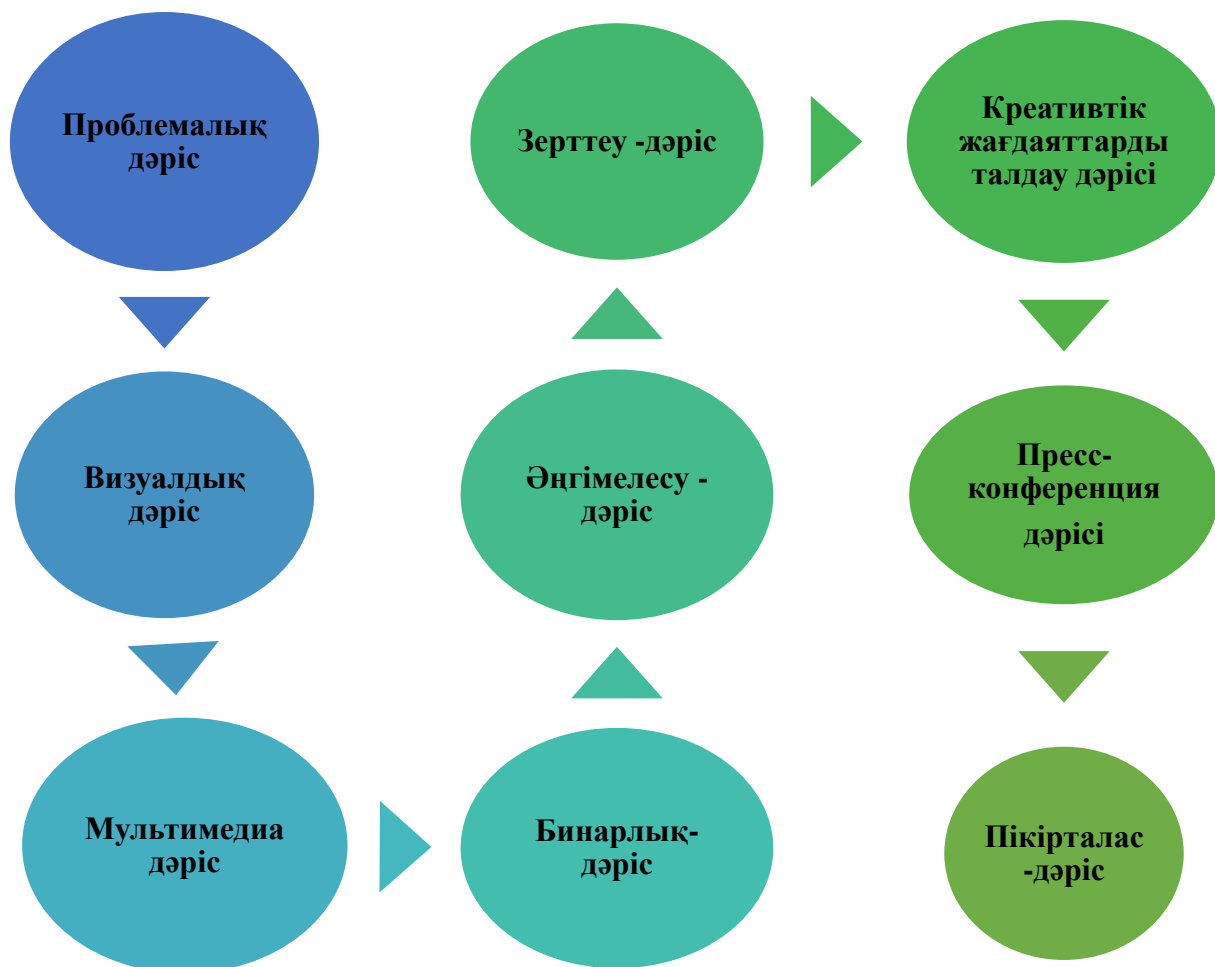 Проблемалық
дәріс
Визуалдық
дәріс
Мультимедиа
дәріс
Бинарлық-
дәріс
Әңгімелесу -
дәріс
Зерттеу -дәріс
Креативтік
жағдаяттарды
талдау дәрісі
Пресс-
конференция
дәрісі
Пікірталас
-дәріс